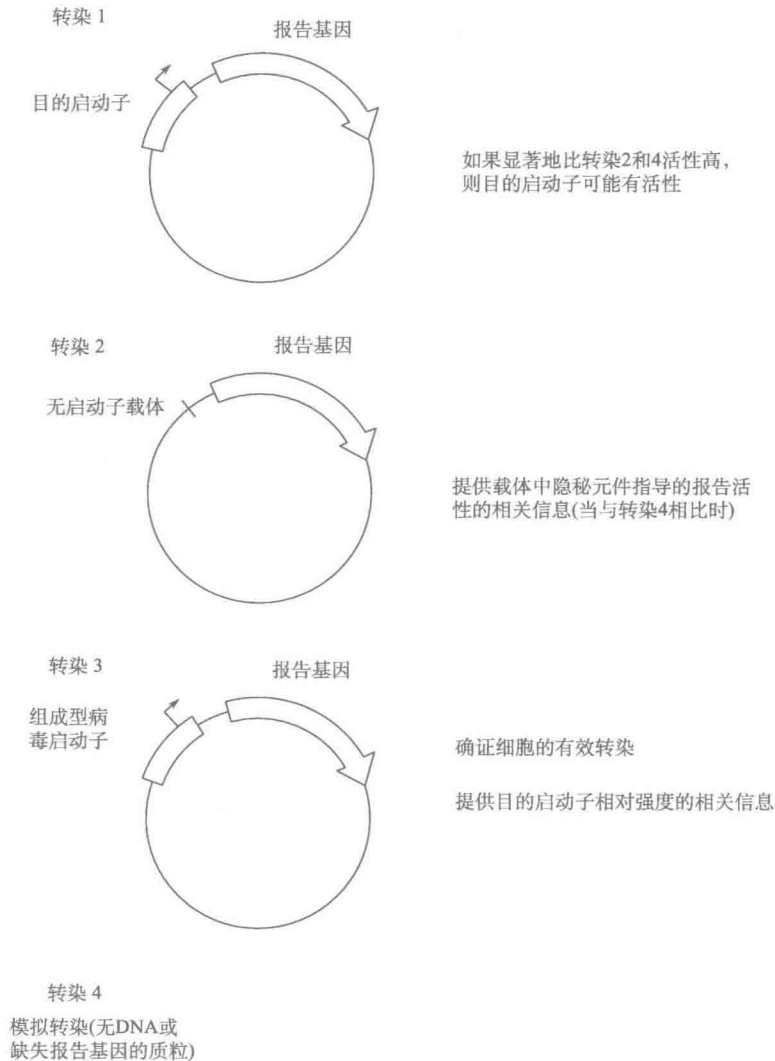 转染 1
报告基因
目的启动子
如果显著地比转染2和4活性高，
则目的启动子可能有活性
转染 2
报告基因
无启动子载体
提供载体中隐秘元件指导的报告活
性的相关信息(当与转染4相比时)
转染 3
报告基因
组成型病
毒启动子
确证细胞的有效转染
提供目的启动子相对强度的相关信息
转染 4
模拟转染(无DNA或
缺失报告基因的质粒)